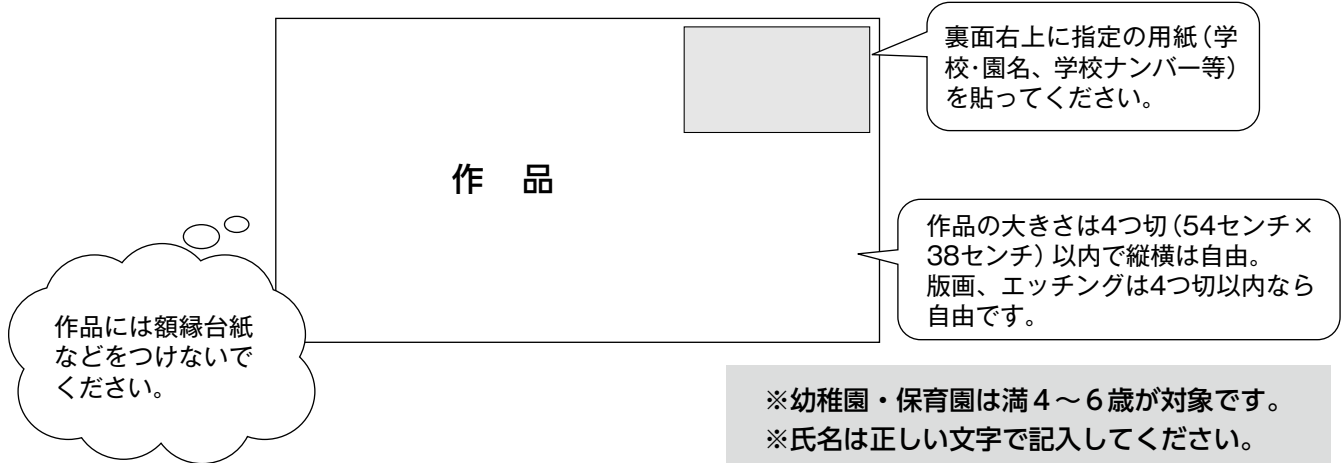 裏面右上に指定の用紙（学
校・園名、学校ナンバー等）
を貼ってください。
作　品
作品の大きさは4つ切（54センチ×
38センチ）以内で縦横は自由。
版画、エッチングは4つ切以内なら
自由です。
作品には額縁台紙
などをつけないで
ください。
※幼稚園・保育園は満４～６歳が対象です。
※氏名は正しい文字で記入してください。